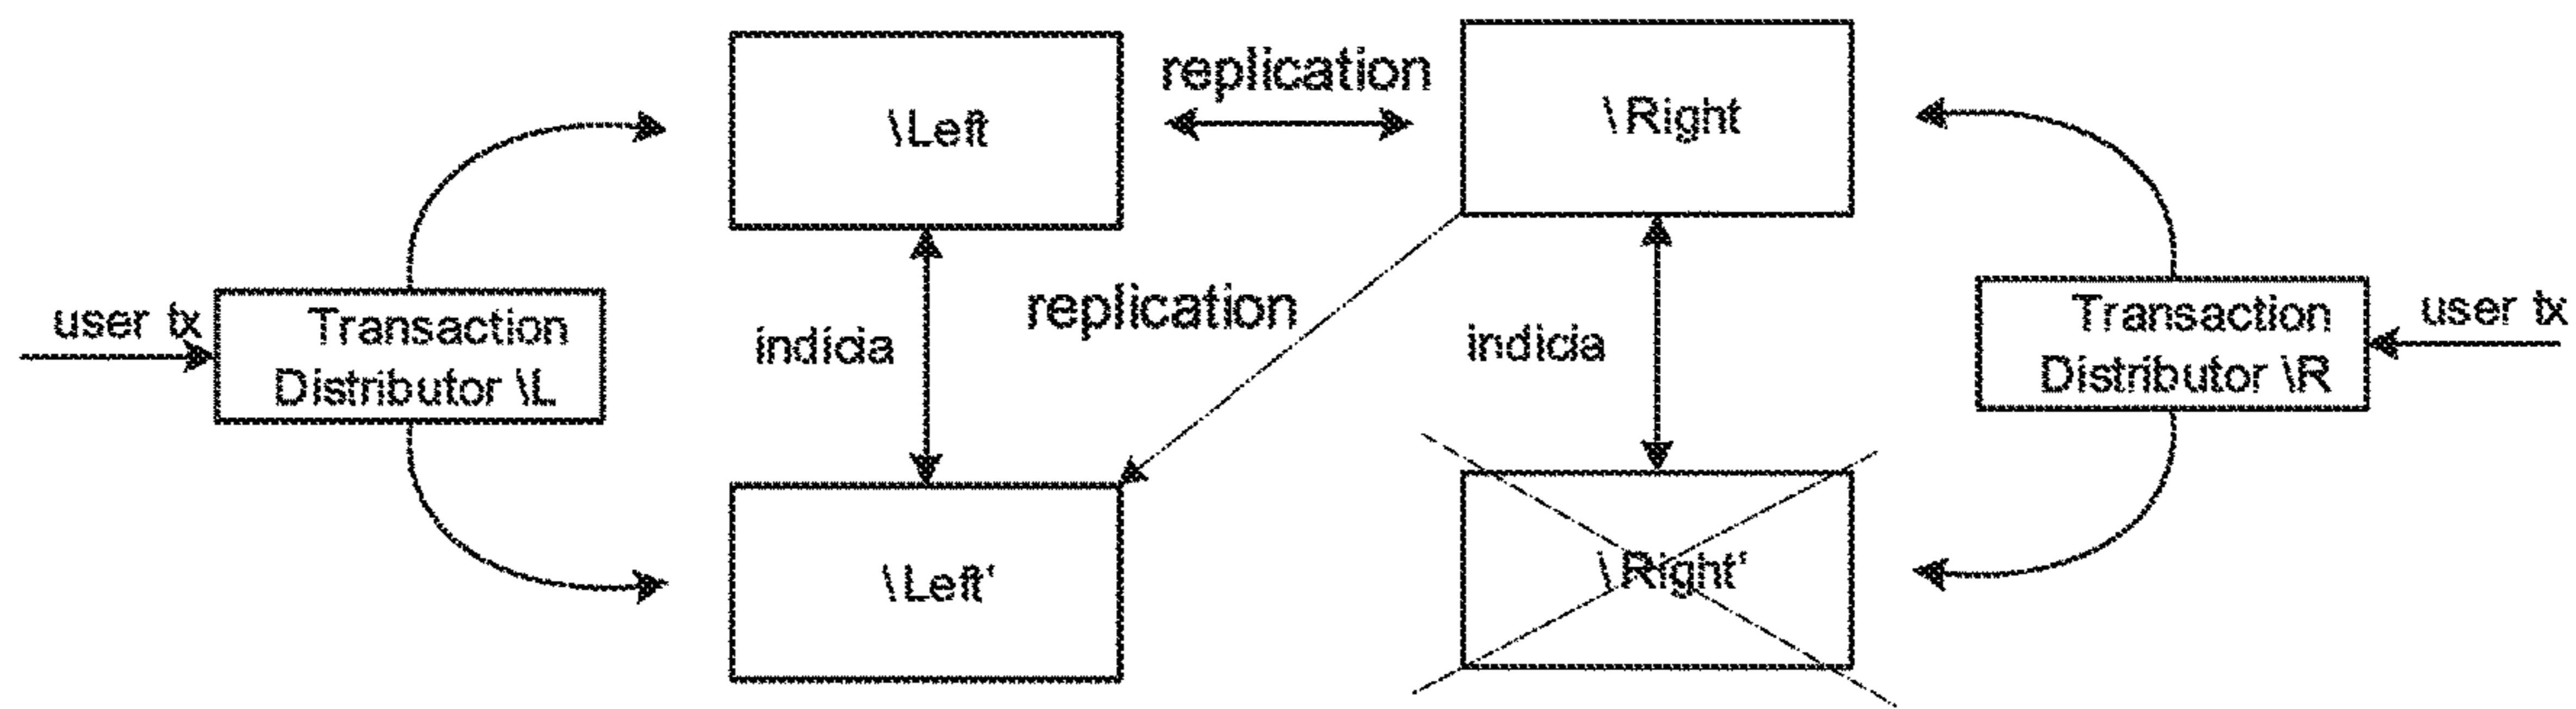 \Left
replication
\Right
user tx
Transaction
Distributor \L
indicia
replication
indicia
Transaction
Distributor \R
user tx
\Left'
\Right'